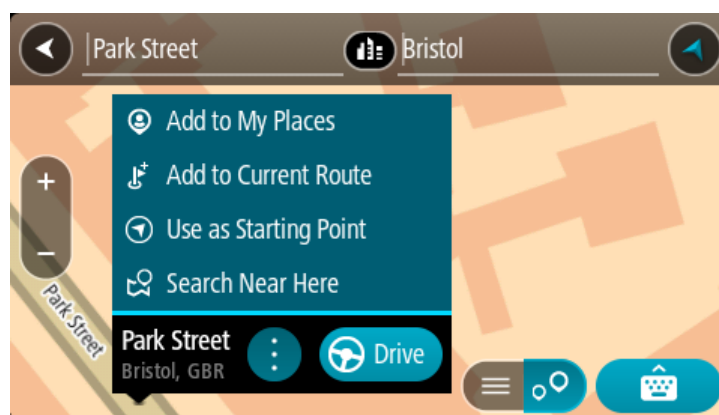 Park Street
Bristol
Add to My Places
Add to Current Route
Use as Starting Point
Search Near Here
Park Street
Park Street
Bristol, GBR
Drive